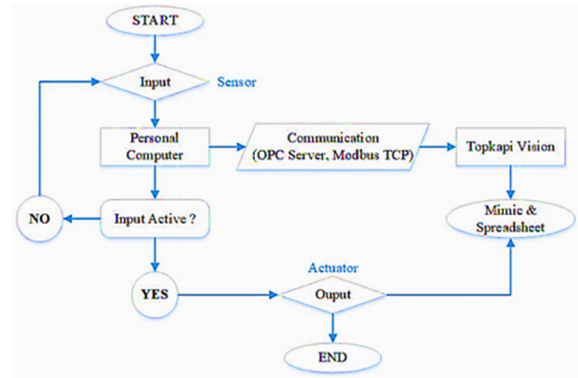 START
Input
Sensor
Personal
Computer
Communication
(OPC Server, Modbus TCP)
Topkapi Vision
NO
Input Active ?
Mimie &
Spreadsheet
Actuator
YES
Ouput
END